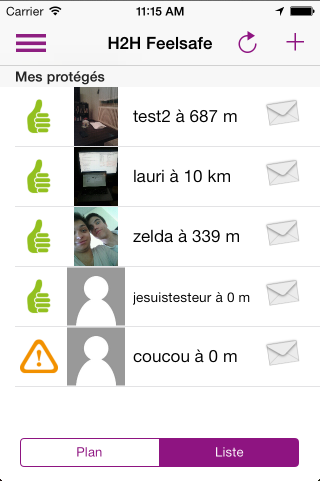 Carrier 11:15 AM
H2H Feelsafe
Mes protégés
test2 à 687 m
lauri à 10 km
zelda à 339 m
jesuistesteur à 0 m
coucou à 0 m
Plan Liste